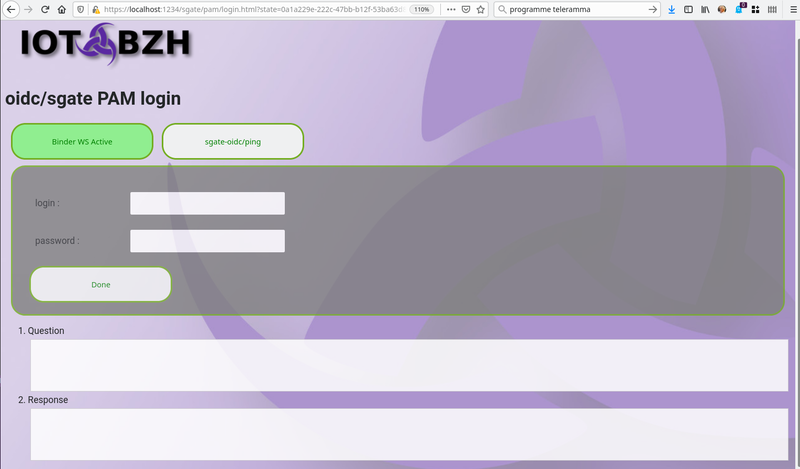 https://localhost:1234/sgate/pam/login.html?state=0a1a229e-222c-47bb-b12f-53ba63d
110%
programme teleramma
IOT BZH
oidc/sgate PAM login
Binder WS Active
sgate-oidc/ping
login :
password :
Done
1. Question
2. Response